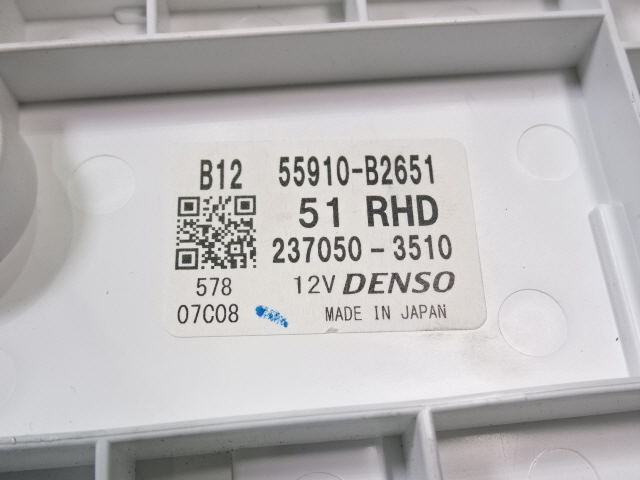 B12 55910-B2651
51 RHD
237050-3510
578 12V DENSO
07C08 MADE IN JAPAN